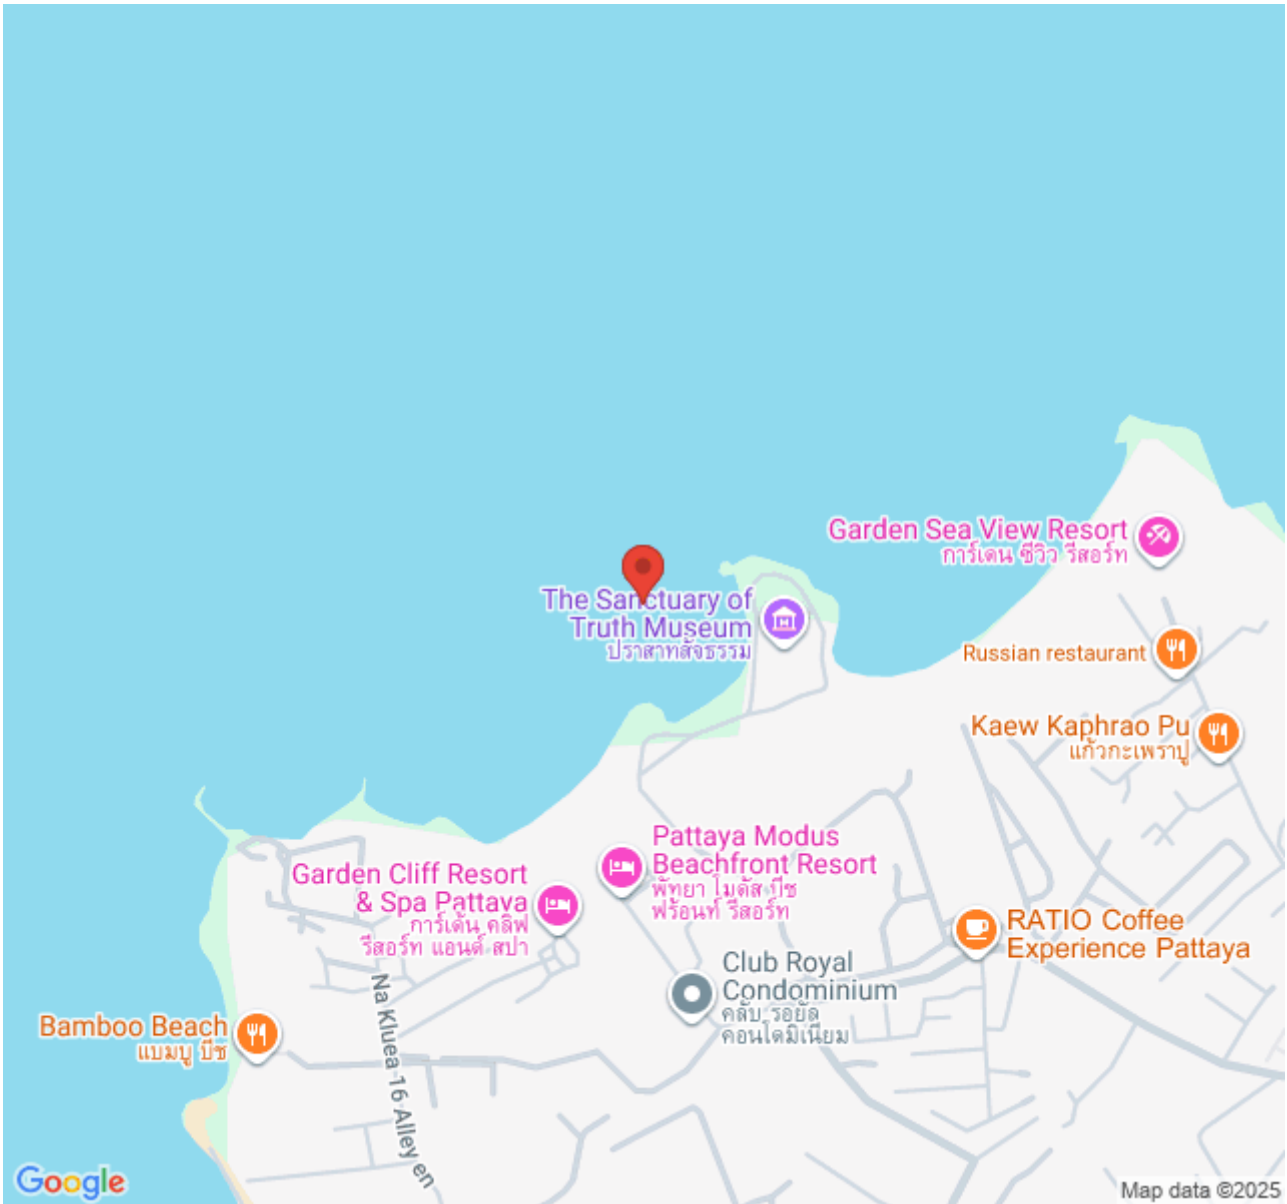 Garden Sea View Resort
การ์เดน ซีวิว รีสอร์ท
The Sanctuary of
Truth Museum
ปราสาทสัจธรรม
Russian restaurant
Kaew Kaphrao Pu
แก้วกะเพราปู
Pattaya Modus
Beachfront Resort
พัทยา โมดัส บีช
ฟร้อนท์ รีสอร์ท
Garden Cliff Resort
& Spa Pattaya
การ์เด้น คลิฟ
รีสอร์ท แอนด์ สปา
RATIO Coffee
Experience Pattaya
Club Royal
Condominium
คลับ รอยัล
คอนโดมิเนียม
Bamboo Beach
แบมบู บีช
Na Kluea 16 Alley
en
Google
Map data ©2025